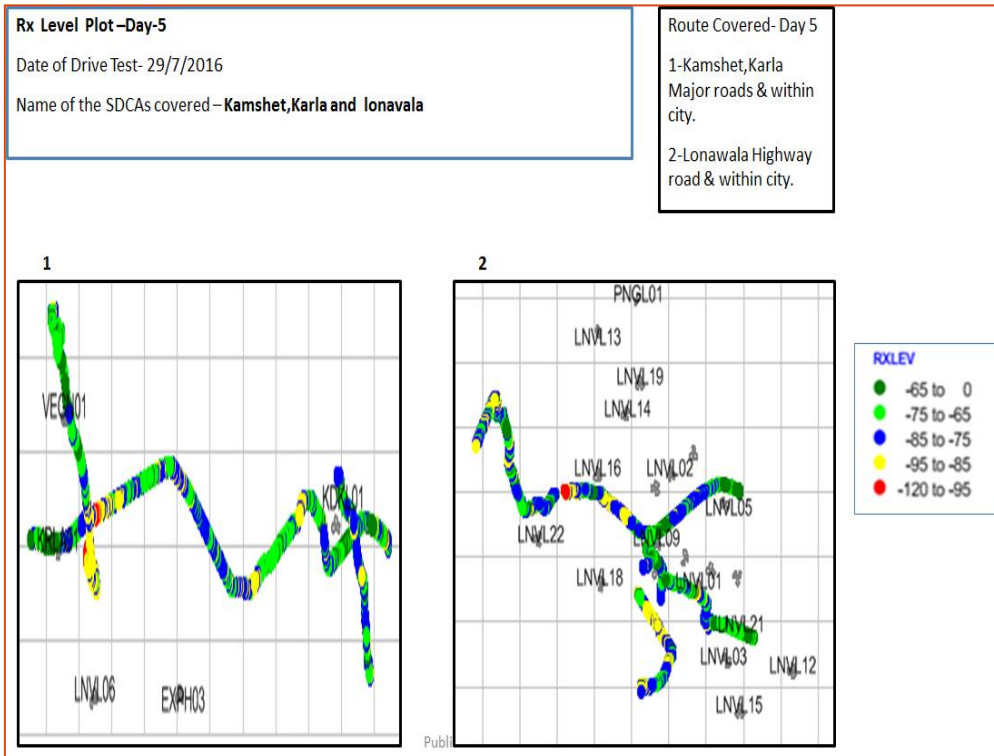 Rx Level Plot –Day-5
Date of Drive Test- 29/7/2016
Name of the SDCAs covered – Kamshet,Karla and lonavala
Route Covered- Day 5
1-Kamshet,Karla
Major roads & within
city.
2-Lonawala Highway
road & within city.
1
2
LNVL06
EXPH03
PNGL01
LNVL13
LNVL19
LNVL14
LNVL16
LNVL02
LNVL05
LNVL22
LNVL18
LNVL01
LNVL21
LNVL03
LNVL12
LNVL15
RXLEV
-65 to 0
-75 to -65
-85 to -75
-95 to -85
-120 to -95
Publi